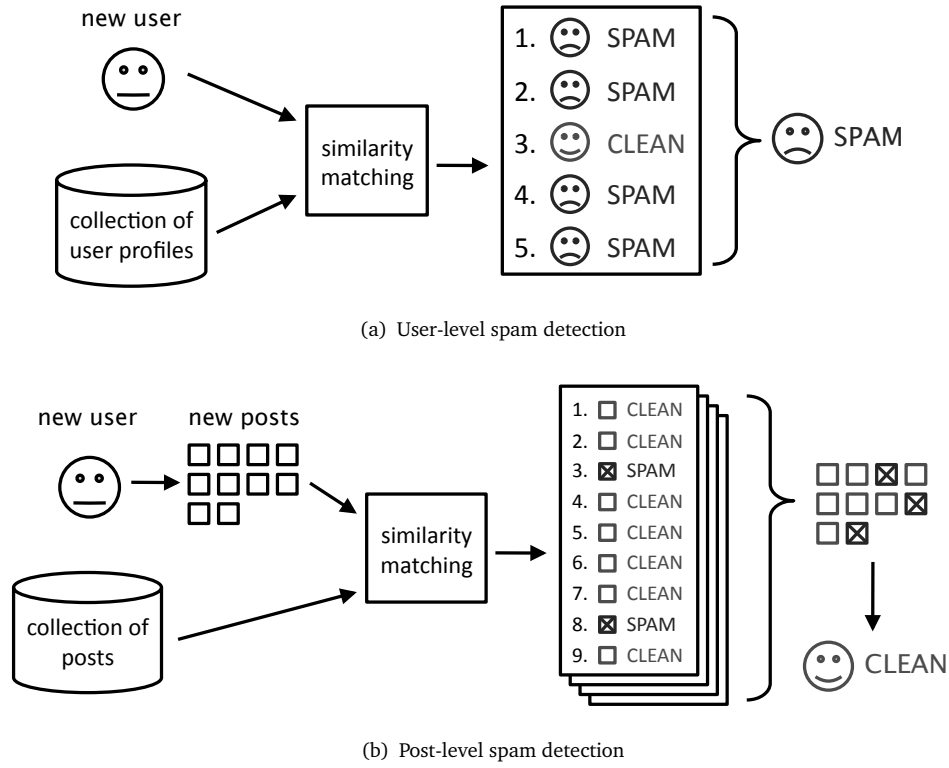 new user
collection of
user profiles
similarity
matching
1. SPAM
2. SPAM
3. CLEAN
4. SPAM
5. SPAM
SPAM
(a) User-level spam detection
new user
new posts
collection of
posts
similarity
matching
1. CLEAN
2. CLEAN
3. SPAM
4. CLEAN
5. CLEAN
6. CLEAN
7. CLEAN
8. SPAM
9. CLEAN
CLEAN
(b) Post-level spam detection